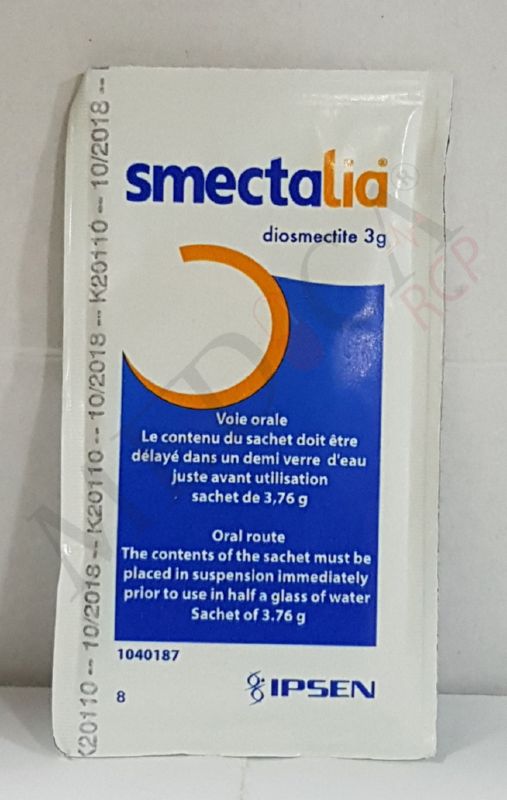 smectalia®
diosmectite 3g
Voie orale
Le contenu du sachet doit être
délayé dans un demi verre d'eau
juste avant utilisation
sachet de 3,76 g
Oral route
The contents of the sachet must be
placed in suspension immediately
prior to use in half a glass of water
Sachet of 3.76 g
1040187
8
IPSEN
K20110 -- 10/2018 -- K20110 -- 10/2018 -- K20110 -- 10/2018 --
RCP